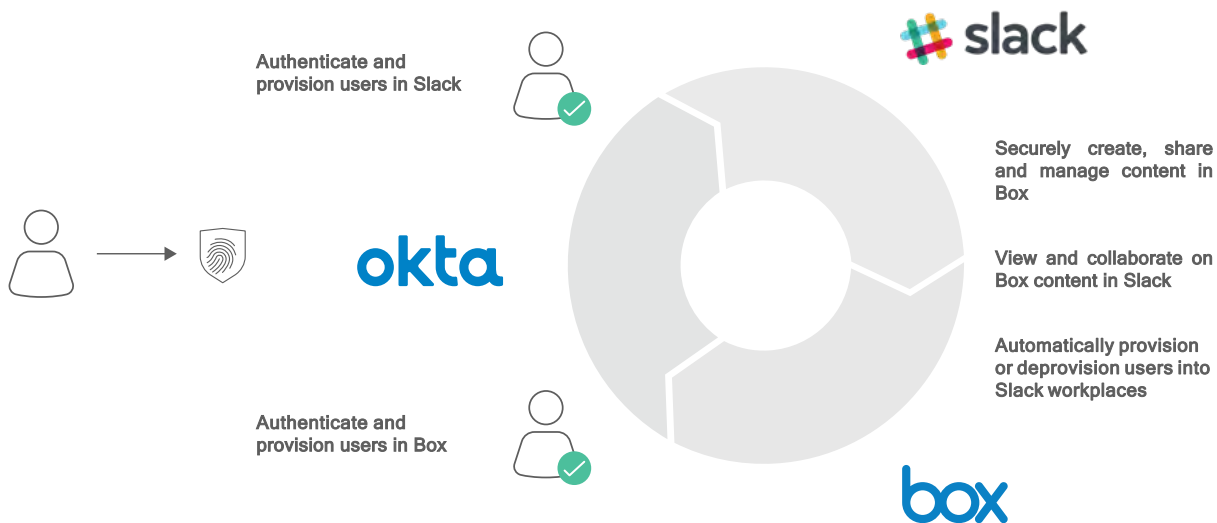 slack
Authenticate and
provision users in Slack
Securely create, share
and manage content in
Box
okta
View and collaborate on
Box content in Slack
Automatically provision
or deprovision users into
Slack workplaces
Authenticate and
provision users in Box
box